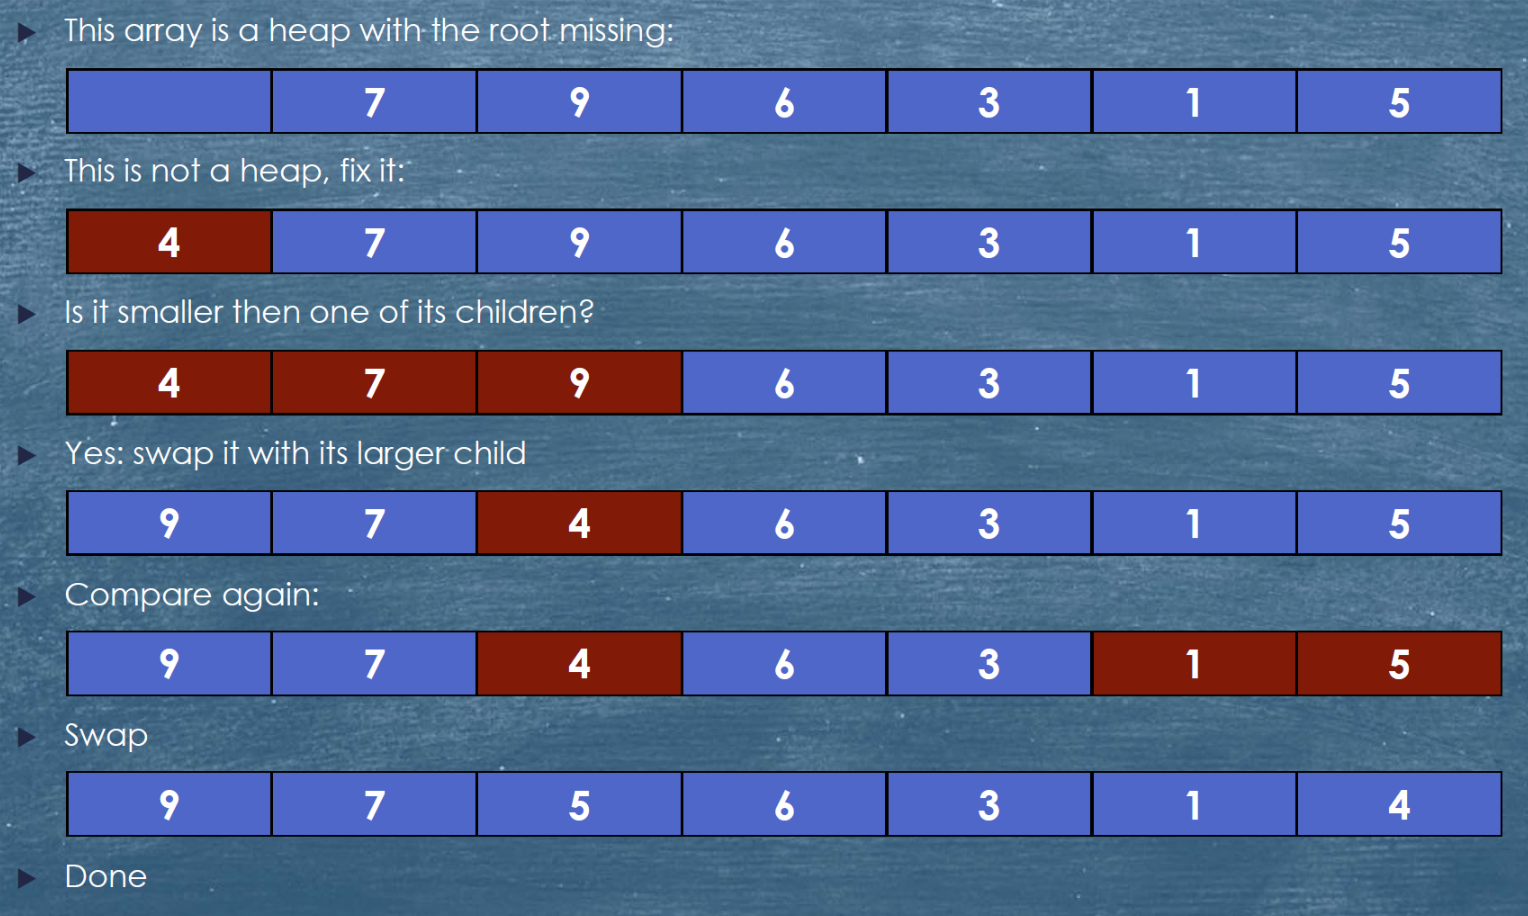 This array is a heap with the root missing:
7 9 6 3 1 5
This is not a heap, fix it:
4 7 9 6 3 1 5
Is it smaller then one of its children?
4 7 9 6 3 1 5
Yes: swap it with its larger child
9 7 4 6 3 1 5
Compare again:
9 7 4 6 3 1 5
Swap
9 7 5 6 3 1 4
Done